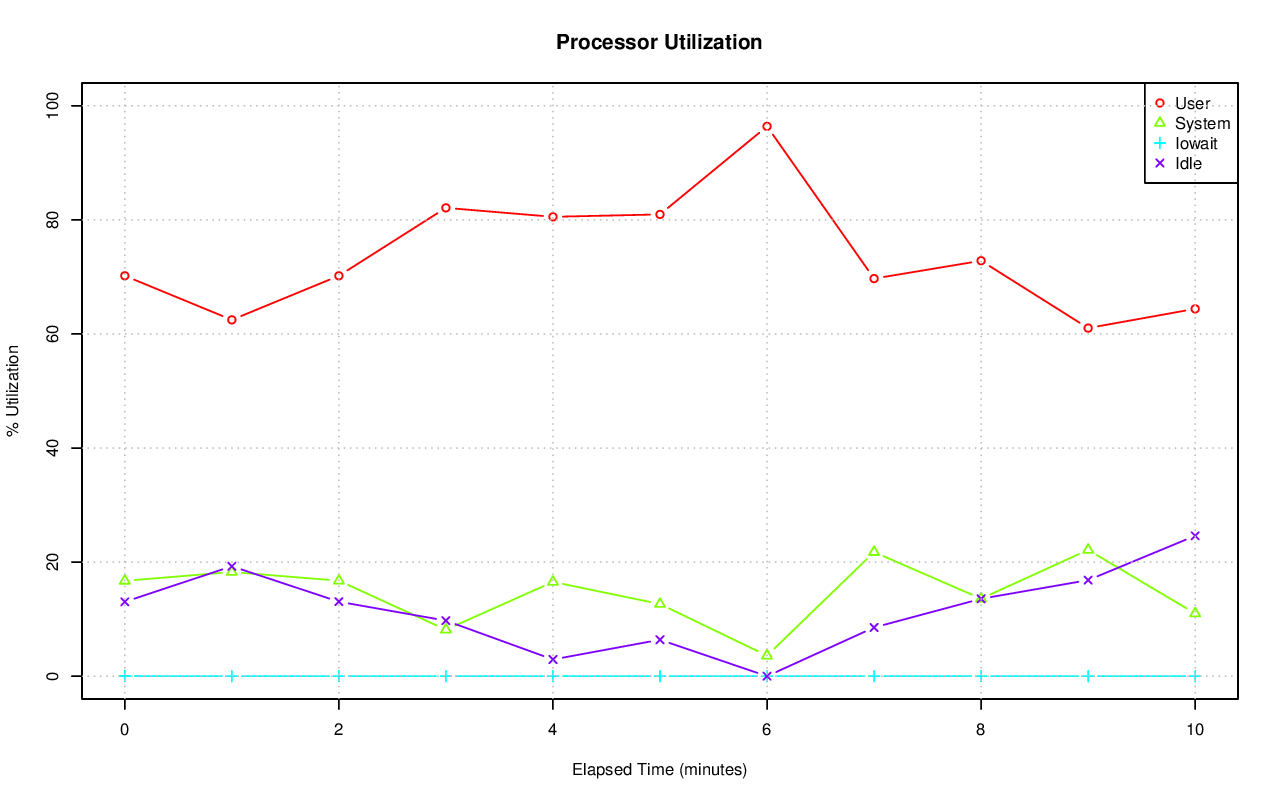 Processor Utilization
User
System
Iowait
Idle
% Utilization
100
80
60
40
20
0
0 2 4 6 8 10
Elapsed Time (minutes)